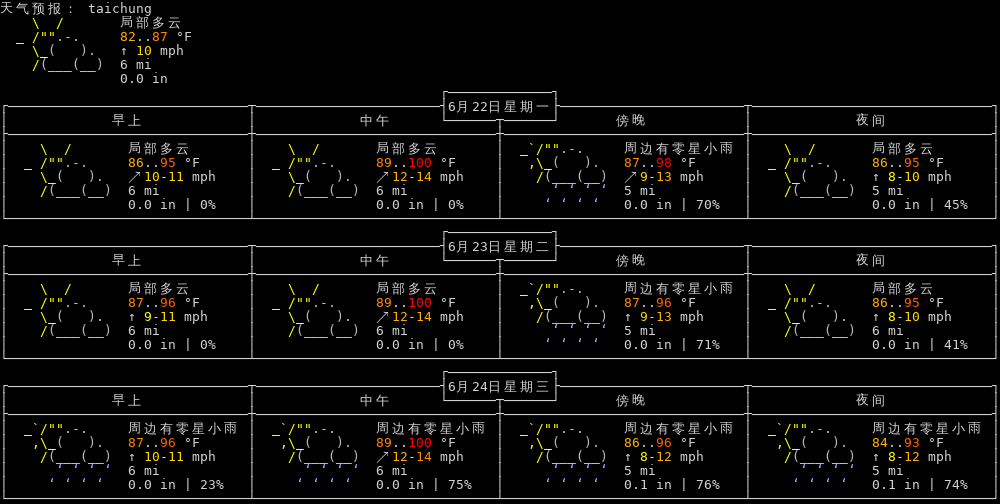 天气预报： taichung
局部多云
82..87 °F
↑ 10 mph
6 mi
0.0 in
6月22日星期一
早上 中午 傍晚 夜间
局部多云 局部多云 周边有零星小雨 局部多云
86..95 °F 89..100 °F 87..98 °F 86..95 °F
↗ 10-11 mph ↗ 12-14 mph ↗ 9-13 mph ↑ 8-10 mph
6 mi 6 mi 5 mi 5 mi
0.0 in | 0% 0.0 in | 0% 0.0 in | 70% 0.0 in | 45%
6月23日星期二
早上 中午 傍晚 夜间
局部多云 局部多云 周边有零星小雨 局部多云
87..96 °F 89..100 °F 87..96 °F 86..95 °F
↑ 9-11 mph ↗ 12-14 mph ↑ 9-13 mph ↑ 8-10 mph
6 mi 6 mi 5 mi 6 mi
0.0 in | 0% 0.0 in | 0% 0.0 in | 71% 0.0 in | 41%
6月24日星期三
早上 中午 傍晚 夜间
周边有零星小雨 周边有零星小雨 周边有零星小雨 周边有零星小雨
87..96 °F 89..100 °F 86..96 °F 84..93 °F
↑ 10-11 mph ↗ 12-14 mph ↑ 8-12 mph ↑ 8-12 mph
6 mi 6 mi 5 mi 5 mi
0.0 in | 23% 0.0 in | 75% 0.1 in | 76% 0.1 in | 74%